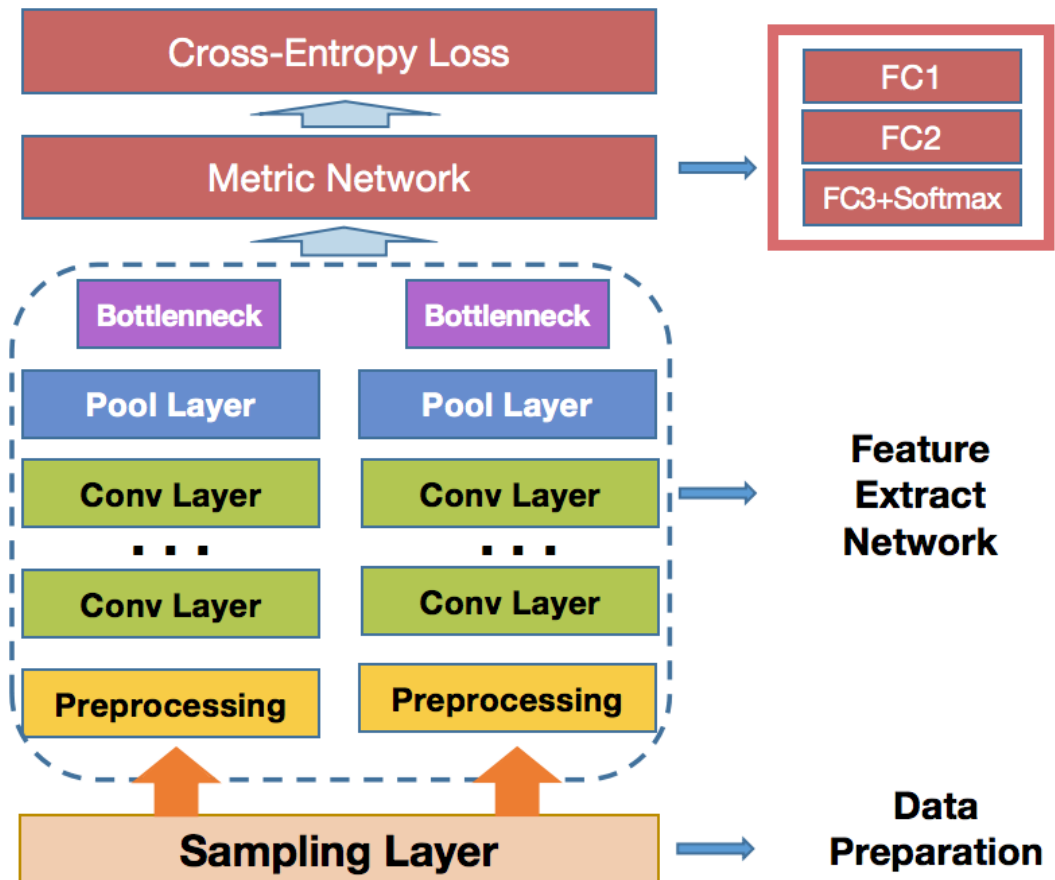 Cross-Entropy Loss
Metric Network
FC1
FC2
FC3+Softmax
Bottlenneck
Bottlenneck
Pool Layer
Pool Layer
Conv Layer
Conv Layer
. . .
. . .
Conv Layer
Conv Layer
Preprocessing
Preprocessing
Feature
Extract
Network
Sampling Layer
Data
Preparation